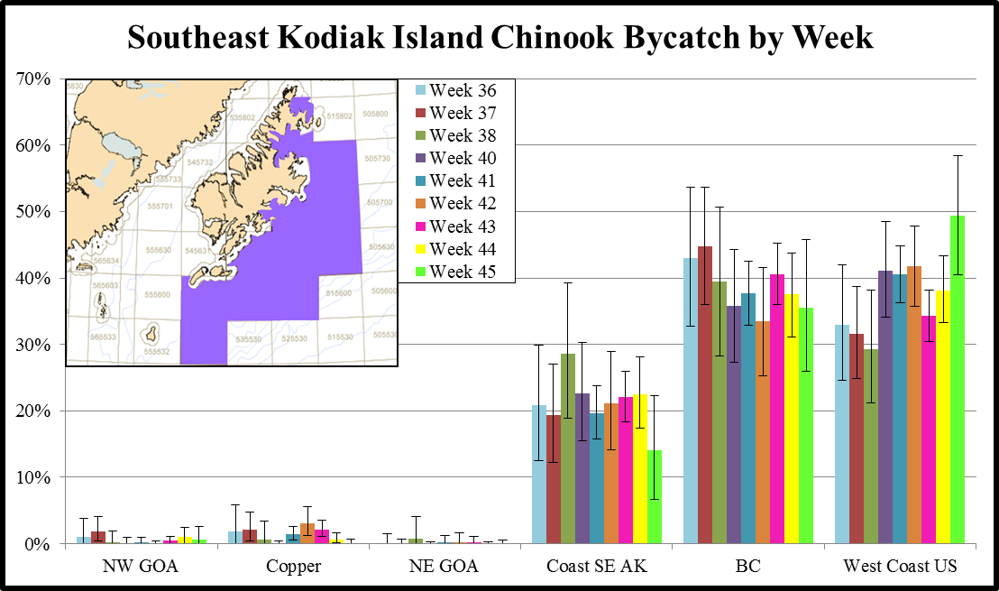 Southeast Kodiak Island Chinook Bycatch by Week
70%
60%
50%
40%
30%
20%
10%
0%
535802
515802
505800
545732
505730
555733
555701
505700
555630
545631
505630
565634
565603
555600
515600
565533
555532
535530
525530
515530
Week 36
Week 37
Week 38
Week 40
Week 41
Week 42
Week 43
Week 44
Week 45
NW GOA
Copper
NE GOA
Coast SE AK
BC
West Coast US